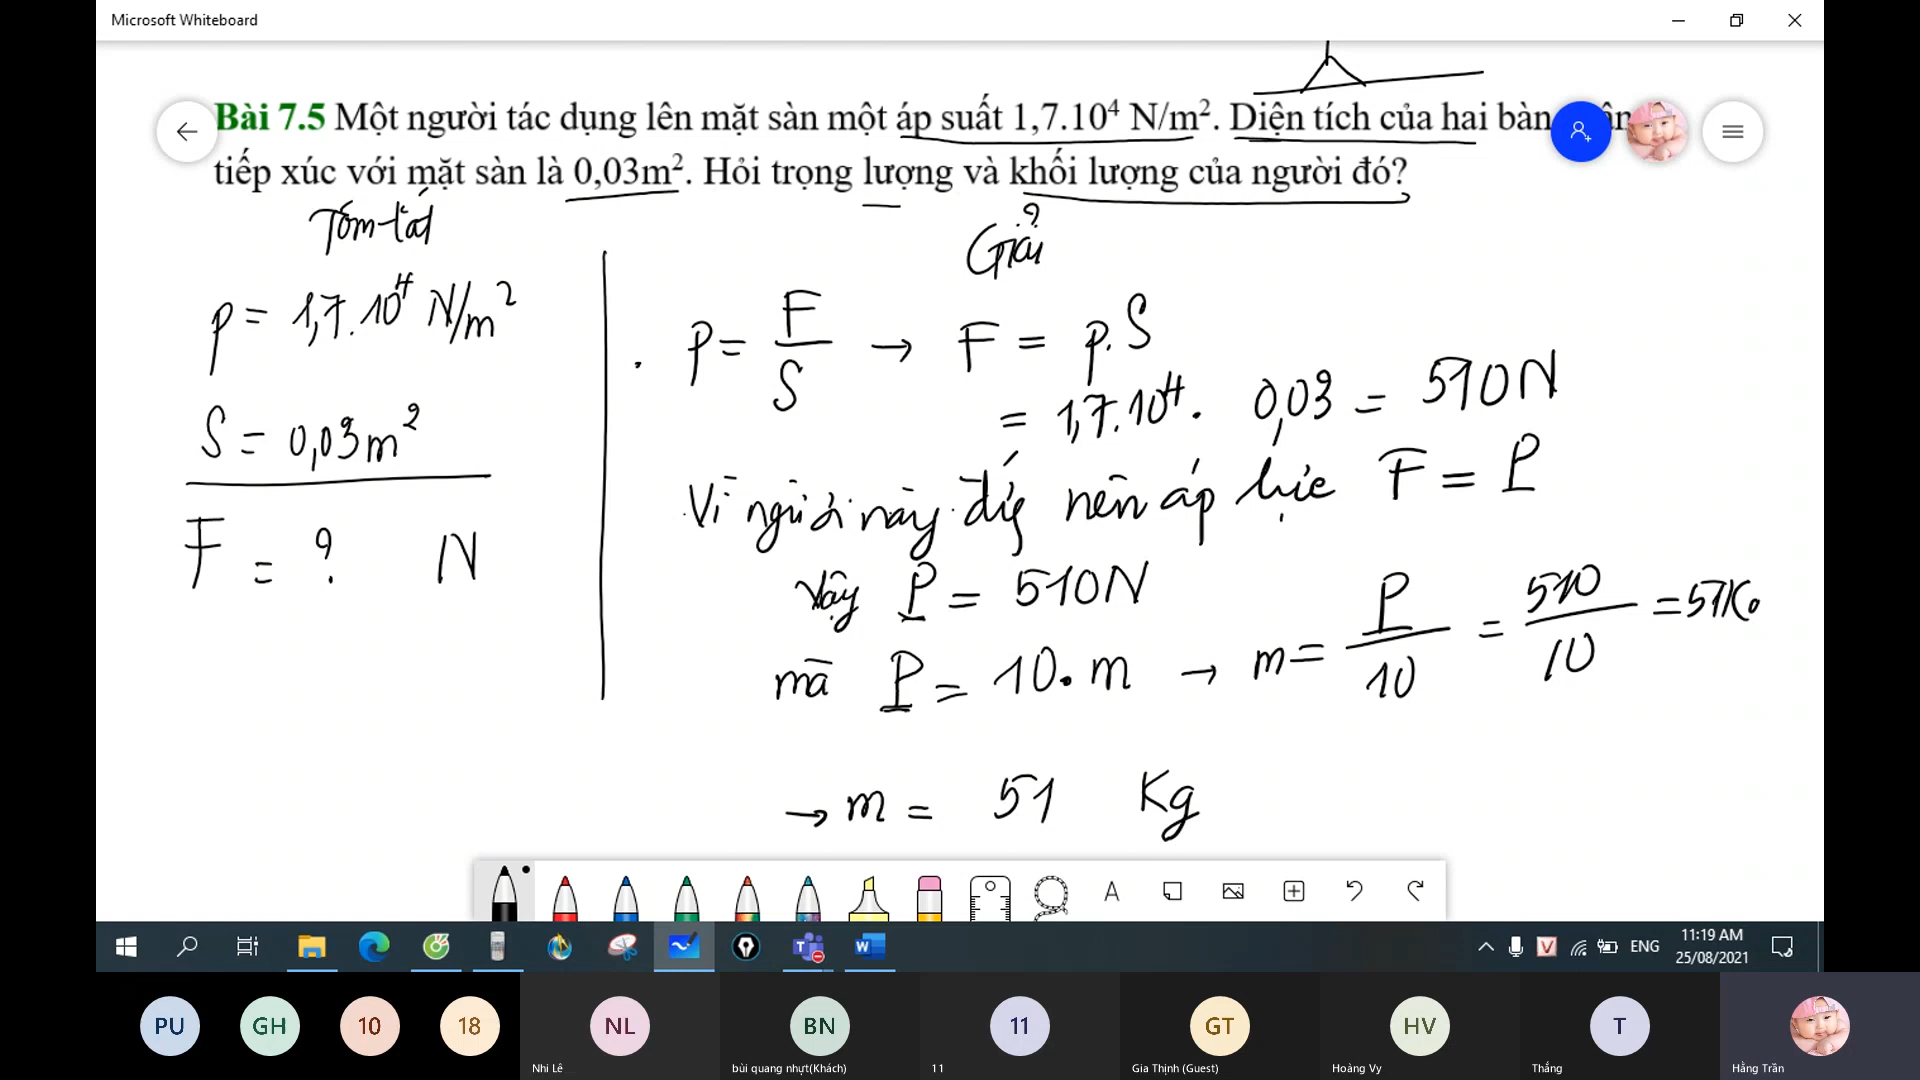 Microsoft Whiteboard
Bài 7.5 Một người tác dụng lên mặt sàn một áp suất 1,7.10⁴ N/m². Diện tích của hai bàn
tiếp xúc với mặt sàn là 0,03m². Hỏi trọng lượng và khối lượng của người đó?
Tóm tắt
p = 1,7.10⁴ N/m²
S = 0,03m²
F = ? N
Giải
p = F/S → F = p.S
= 1,7.10⁴. 0,03 = 510N
Vì người này đứng nên áp lực F = P
Vậy P = 510N
mà P = 10.m → m = P/10 = 510/10 = 51K
→ m = 51 Kg
A
ENG
11:19 AM
25/08/2021
PU
GH
10
18
NL
BN
11
GT
HV
T
Nhi Lê
bùi quang nhựt(Khách)
11
Gia Thịnh (Guest)
Hoàng Vy
Thắng
Hằng Trần